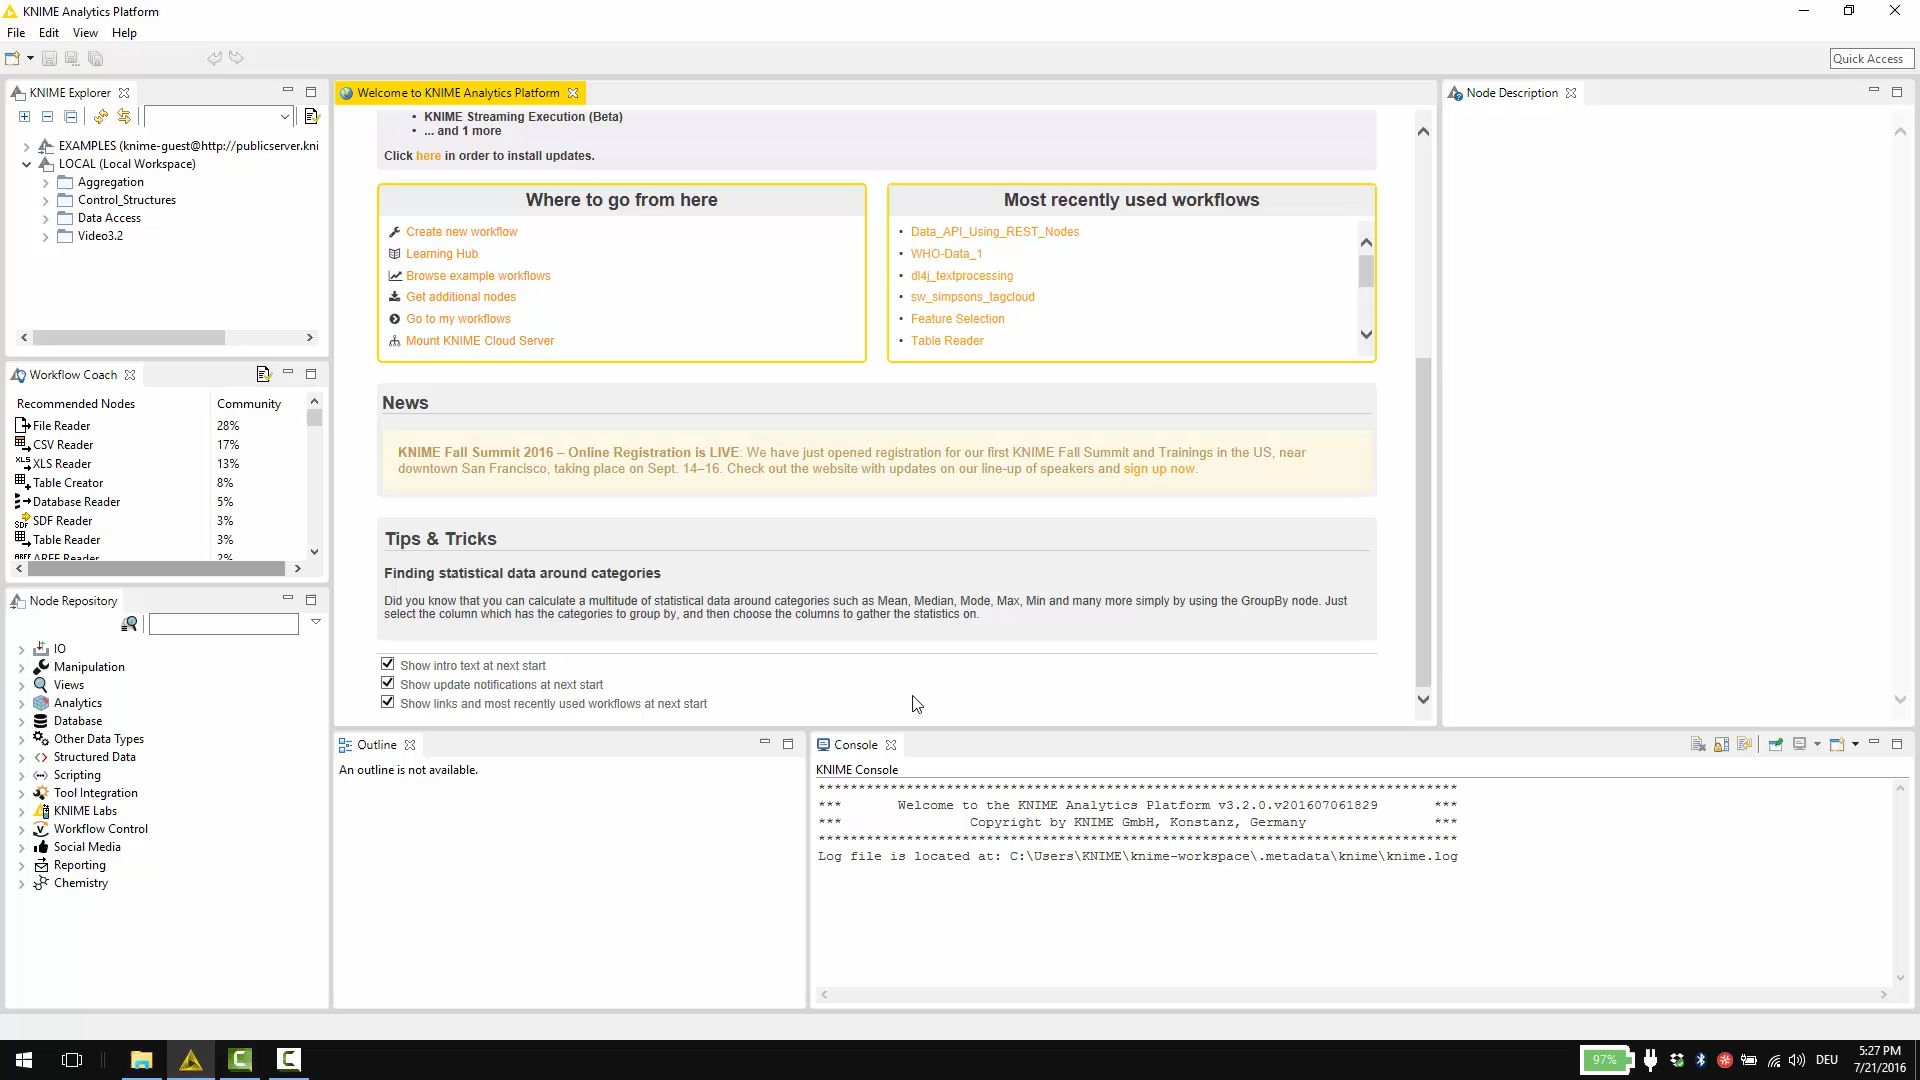 KNIME Analytics Platform
File Edit View Help
Quick Access
KNIME Explorer
EXAMPLES (knime-guest@http://publicserver.kni
LOCAL (Local Workspace)
Aggregation
Control_Structures
Data Access
Video3.2
Workflow Coach
Recommended Nodes Community
File Reader 28%
CSV Reader 17%
XLS Reader 13%
Table Creator 8%
Database Reader 5%
SDF Reader 3%
Table Reader 3%
ARFF Reader 2%
Node Repository
IO
Manipulation
Views
Analytics
Database
Other Data Types
Structured Data
Scripting
Tool Integration
KNIME Labs
Workflow Control
Social Media
Reporting
Chemistry
Welcome to KNIME Analytics Platform
• KNIME Streaming Execution (Beta)
• ... and 1 more
Click here in order to install updates.
Where to go from here
Create new workflow
Learning Hub
Browse example workflows
Get additional nodes
Go to my workflows
Mount KNIME Cloud Server
Most recently used workflows
• Data_API_Using_REST_Nodes
• WHO-Data_1
• dl4j_textprocessing
• sw_simpsons_tagcloud
• Feature Selection
• Table Reader
News
KNIME Fall Summit 2016 – Online Registration is LIVE: We have just opened registration for our first KNIME Fall Summit and Trainings in the US, near
downtown San Francisco, taking place on Sept. 14–16. Check out the website with updates on our line-up of speakers and sign up now.
Tips & Tricks
Finding statistical data around categories
Did you know that you can calculate a multitude of statistical data around categories such as Mean, Median, Mode, Max, Min and many more simply by using the GroupBy node. Just
select the column which has the categories to group by, and then choose the columns to gather the statistics on.
Show intro text at next start
Show update notifications at next start
Show links and most recently used workflows at next start
Node Description
Outline
An outline is not available.
Console
KNIME Console
********************************************************************************
*** Welcome to the KNIME Analytics Platform v3.2.0.v201607061829 ***
*** Copyright by KNIME GmbH, Konstanz, Germany ***
********************************************************************************
Log file is located at: C:\Users\KNIME\knime-workspace\.metadata\knime\knime.log
97%
DEU
5:27 PM
7/21/2016